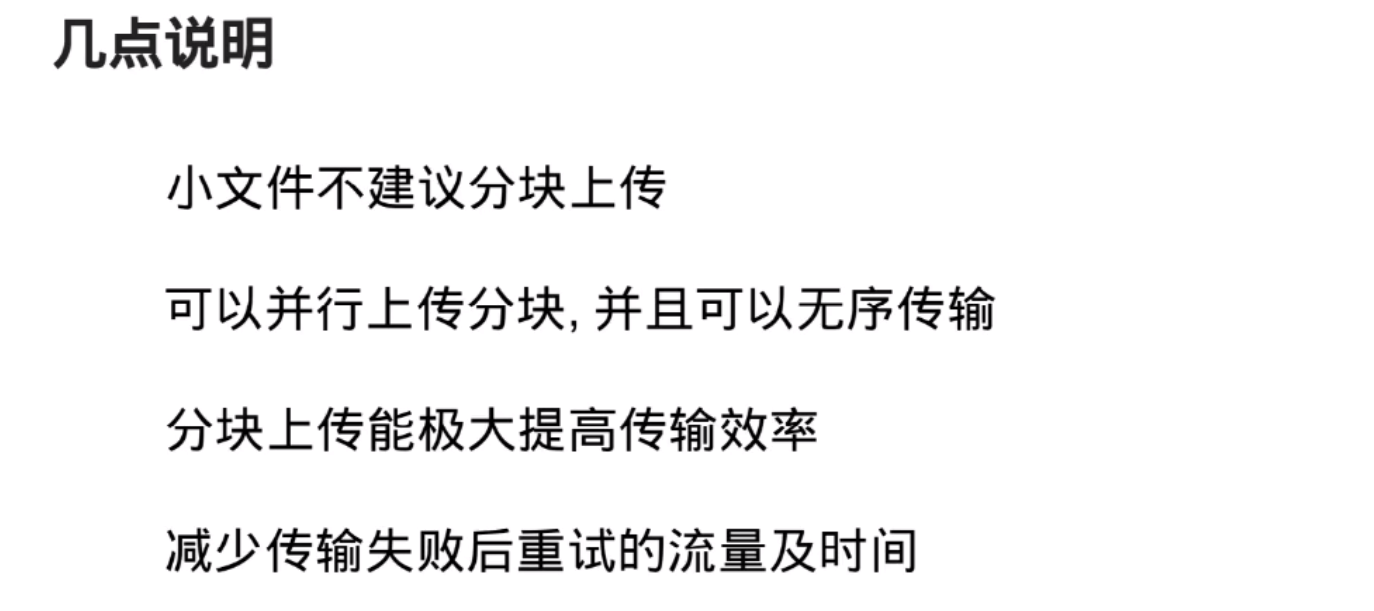 几点说明
小文件不建议分块上传
可以并行上传分块, 并且可以无序传输
分块上传能极大提高传输效率
减少传输失败后重试的流量及时间